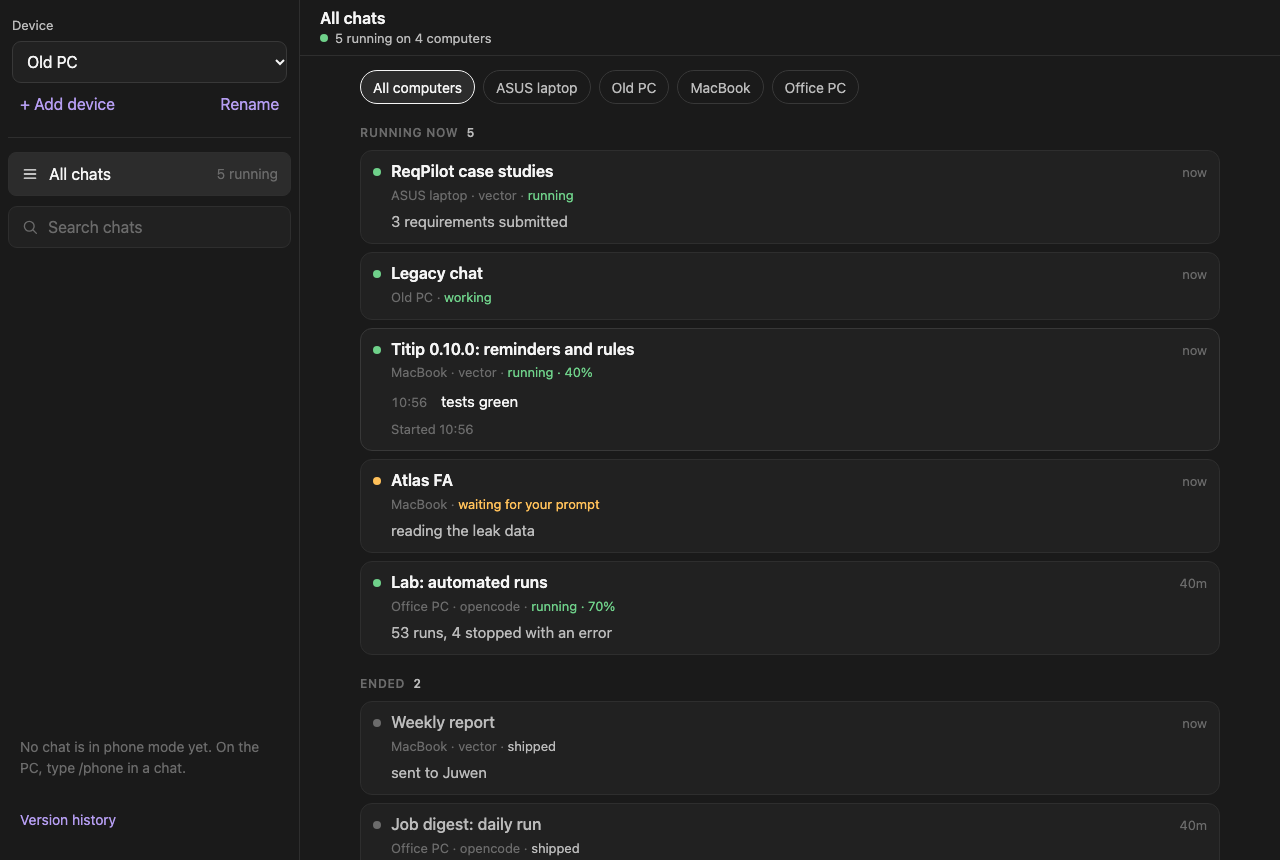 Device
Old PC
+ Add device
Rename
All chats
5 running
Search chats
No chat is in phone mode yet. On the
PC, type /phone in a chat.
Version history
All chats
5 running on 4 computers
All computers
ASUS laptop
Old PC
MacBook
Office PC
RUNNING NOW 5
ReqPilot case studies
now
ASUS laptop · vector · running
3 requirements submitted
Legacy chat
now
Old PC · working
Titip 0.10.0: reminders and rules
now
MacBook · vector · running · 40%
10:56 tests green
Started 10:56
Atlas FA
now
MacBook · waiting for your prompt
reading the leak data
Lab: automated runs
40m
Office PC · opencode · running · 70%
53 runs, 4 stopped with an error
ENDED 2
Weekly report
now
MacBook · vector · shipped
sent to Juwen
Job digest: daily run
40m
Office PC · opencode · shipped